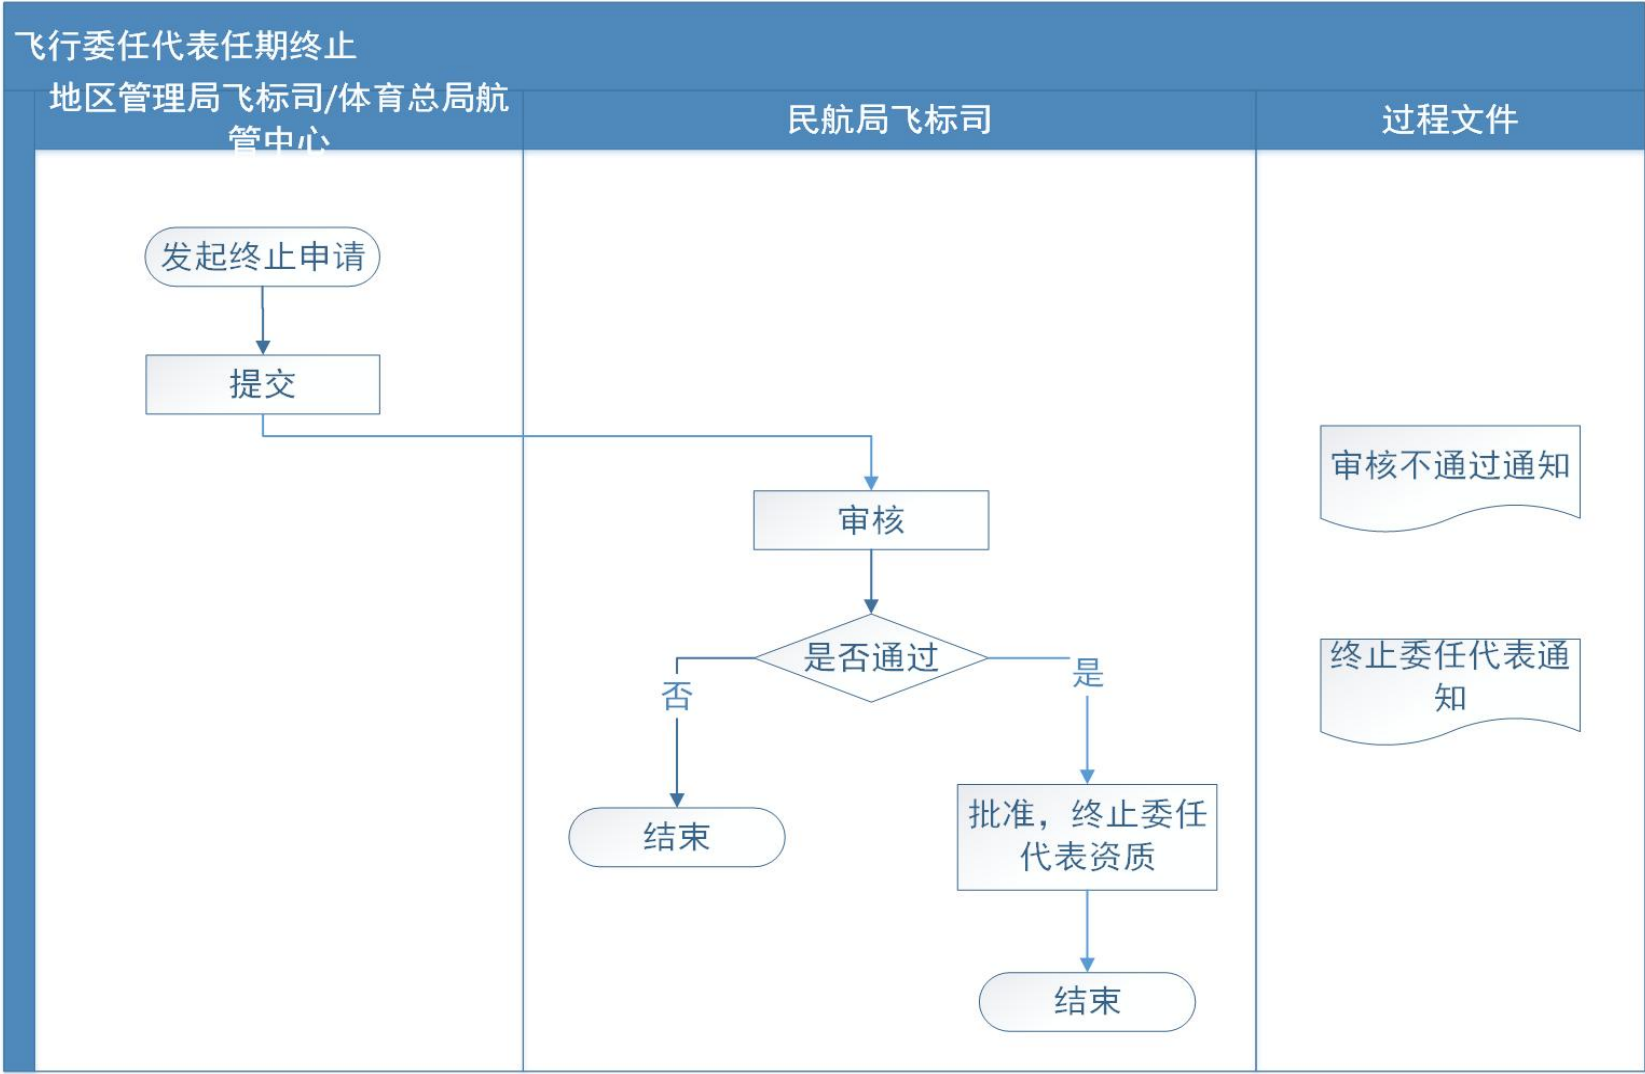 飞行委任代表任期终止
地区管理局飞标司/体育总局航
管中心
民航局飞标司
过程文件
发起终止申请
提交
审核
是否通过
否
是
结束
批准，终止委任
代表资质
结束
审核不通过通知
终止委任代表通
知